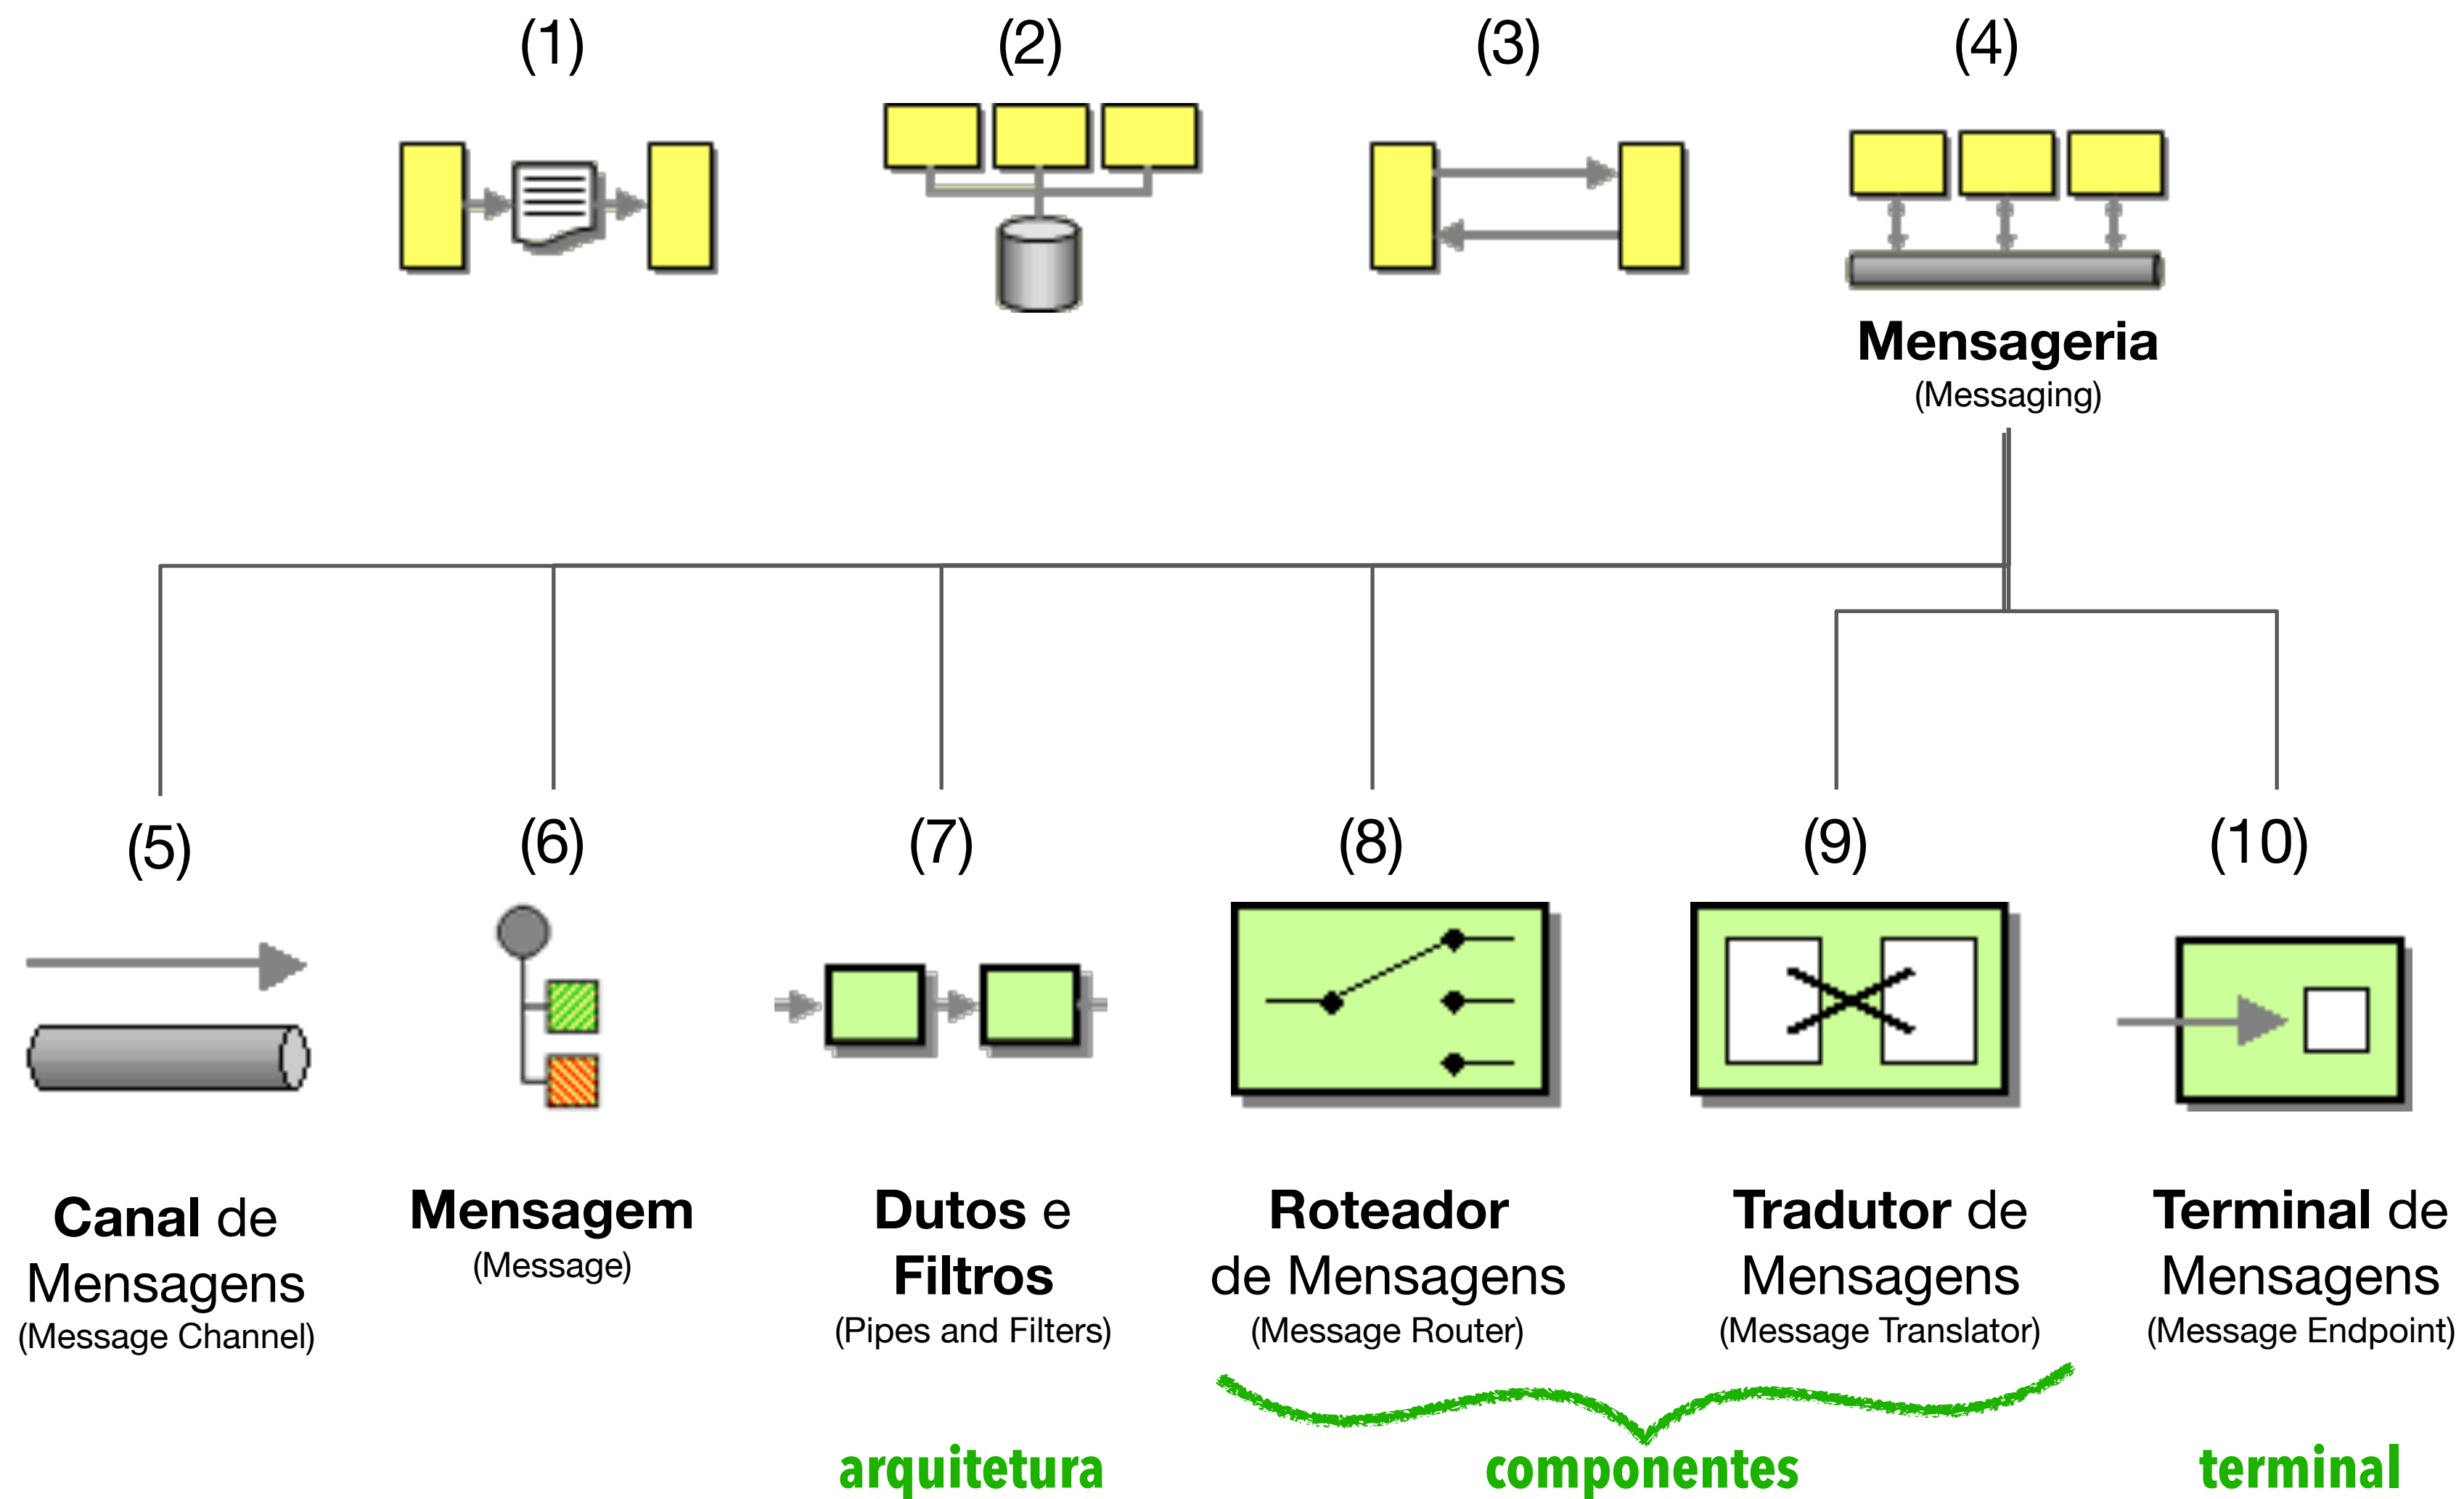 (1)
(2)
(3)
(4)
Mensageria
(Messaging)
(5)
(6)
(7)
(8)
(9)
(10)
Canal de
Mensagens
(Message Channel)
Mensagem
(Message)
Dutos e
Filtros
(Pipes and Filters)
Roteador
de Mensagens
(Message Router)
Tradutor de
Mensagens
(Message Translator)
Terminal de
Mensagens
(Message Endpoint)
arquitetura
componentes
terminal